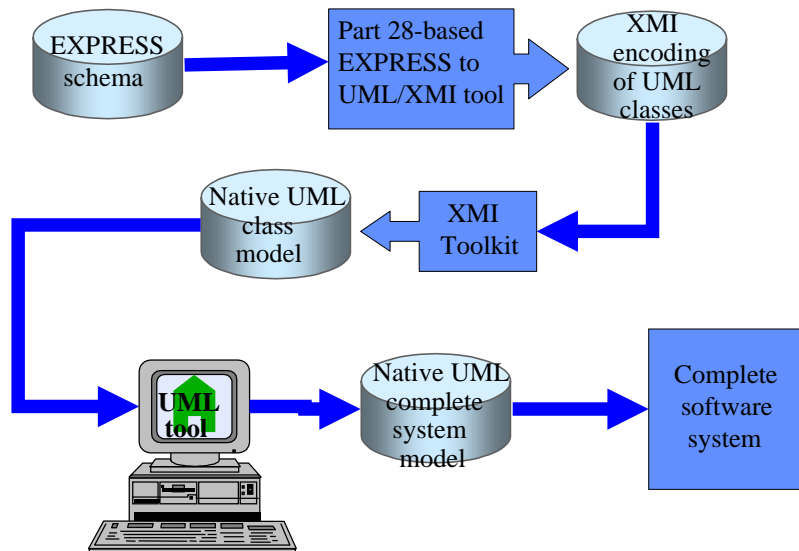 EXPRESS
schema
Part 28-based
EXPRESS to
UML/XMI tool
XMI
encoding
of UML
classes
Native UML
class
model
XMI
Toolkit
UML
tool
Native UML
complete
system
model
Complete
software
system